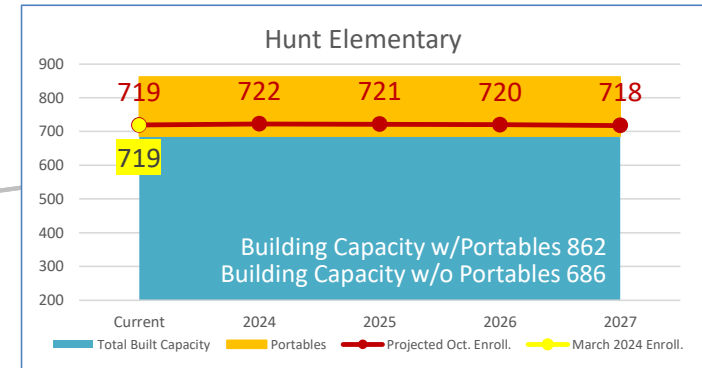 Hunt Elementary
900
800
700
600
500
400
300
200
719 722 721 720 718
719
Building Capacity w/Portables 862
Building Capacity w/o Portables 686
Current 2024 2025 2026 2027
Total Built Capacity Portables Projected Oct. Enroll. March 2024 Enroll.